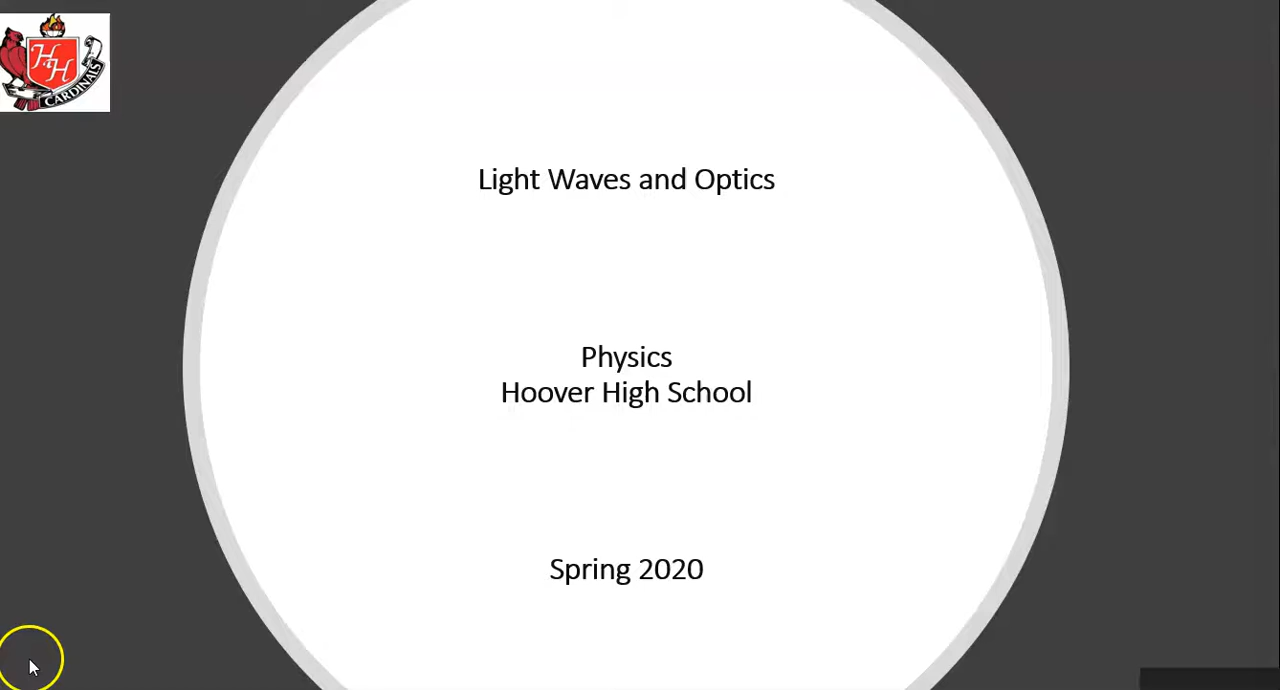 H
H
CARDINALS
Light Waves and Optics
Physics
Hoover High School
Spring 2020